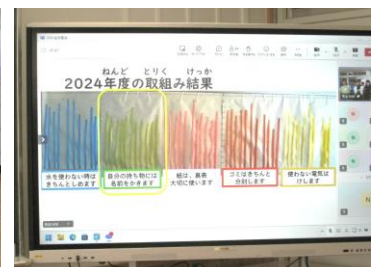 ねんど とりく けっか
2024年度の取組み結果
水を使わない時は
きちんとしめます
自分の持ち物には
名前をかきます
紙は、裏表
大切に使います
ゴミはきちんと
分別します
使わない電気は
けします